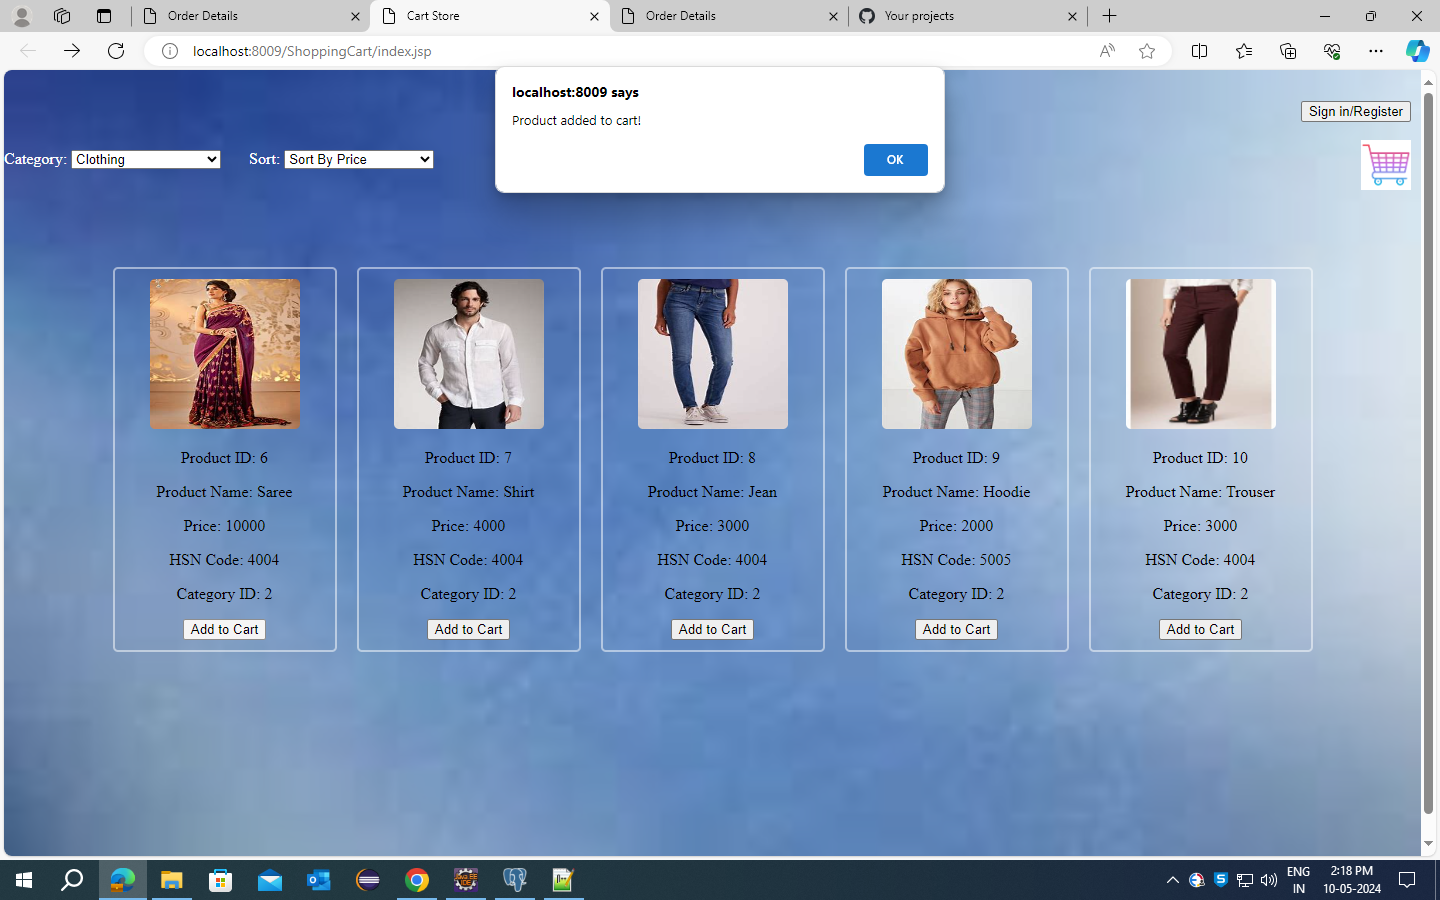 Order Details
Cart Store
Order Details
Your projects
localhost:8009/ShoppingCart/index.jsp
localhost:8009 says
Product added to cart!
OK
Sign in/Register
Category: Clothing Sort: Sort By Price
Product ID: 6
Product Name: Saree
Price: 10000
HSN Code: 4004
Category ID: 2
Add to Cart
Product ID: 7
Product Name: Shirt
Price: 4000
HSN Code: 4004
Category ID: 2
Add to Cart
Product ID: 8
Product Name: Jean
Price: 3000
HSN Code: 4004
Category ID: 2
Add to Cart
Product ID: 9
Product Name: Hoodie
Price: 2000
HSN Code: 5005
Category ID: 2
Add to Cart
Product ID: 10
Product Name: Trouser
Price: 3000
HSN Code: 4004
Category ID: 2
Add to Cart
ENG
IN
2:18 PM
10-05-2024